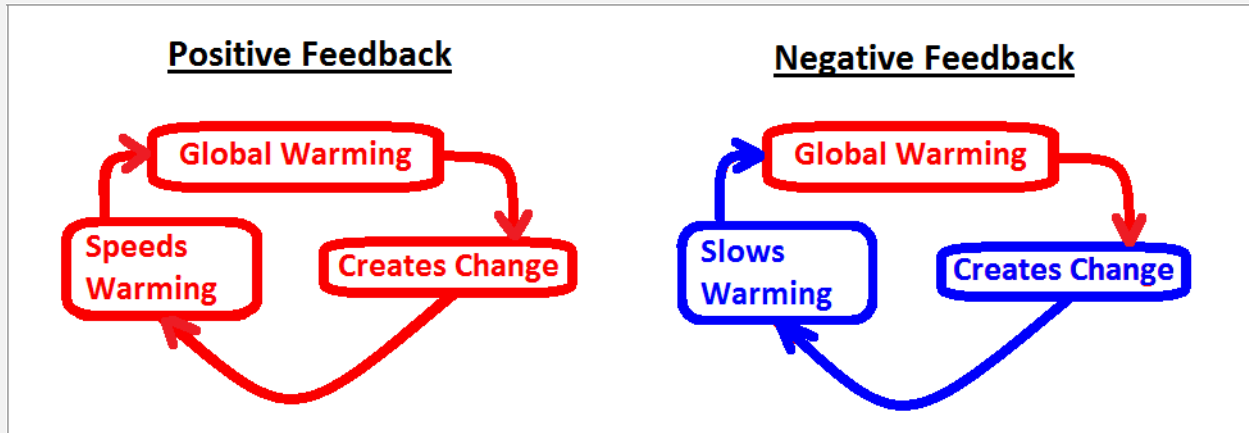 Positive Feedback
Global Warming
Speeds
Warming
Creates Change
Negative Feedback
Global Warming
Slows
Warming
Creates Change